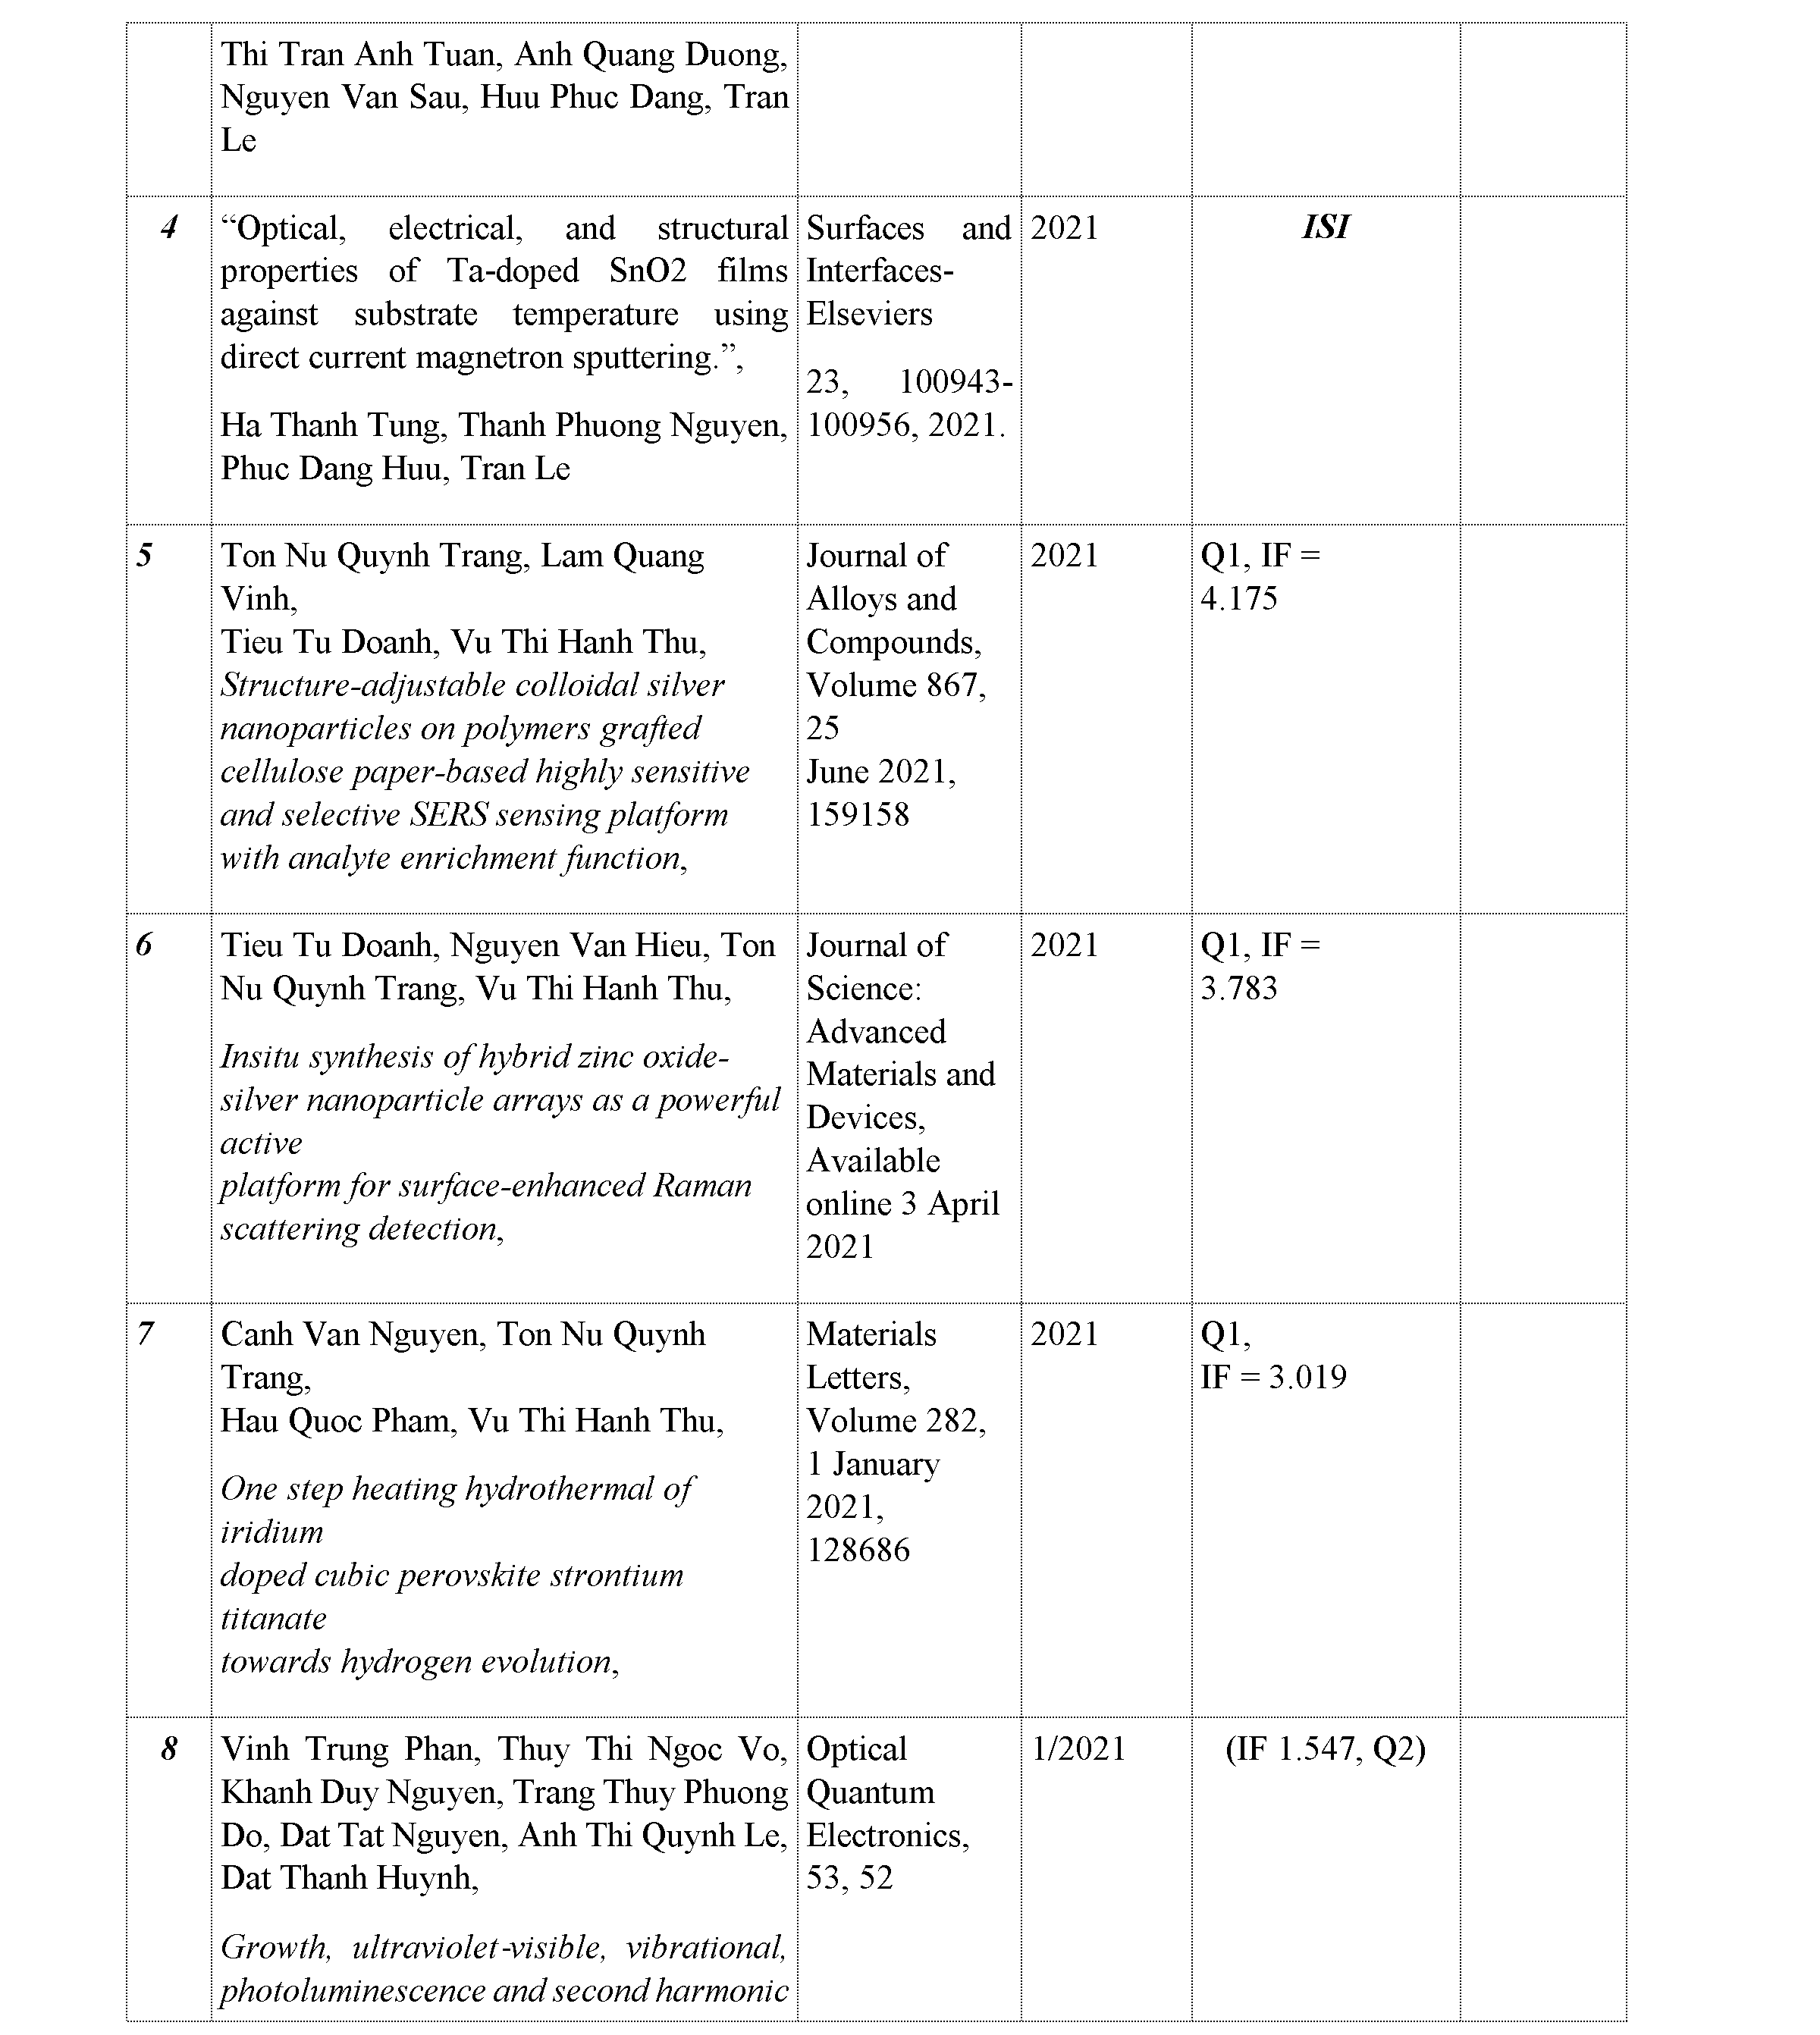 Thi Tran Anh Tuan, Anh Quang Duong,
Nguyen Van Sau, Huu Phuc Dang, Tran
Le
4
“Optical, electrical, and structural
properties of Ta-doped SnO2 films
against substrate temperature using
direct current magnetron sputtering.”,
Ha Thanh Tung, Thanh Phuong Nguyen,
Phuc Dang Huu, Tran Le
Surfaces and
Interfaces-
Elseviers
23, 100943-
100956, 2021.
2021
ISI
5
Ton Nu Quynh Trang, Lam Quang
Vinh,
Tieu Tu Doanh, Vu Thi Hanh Thu,
Structure-adjustable colloidal silver
nanoparticles on polymers grafted
cellulose paper-based highly sensitive
and selective SERS sensing platform
with analyte enrichment function,
Journal of
Alloys and
Compounds,
Volume 867,
25
June 2021,
159158
2021
Q1, IF =
4.175
6
Tieu Tu Doanh, Nguyen Van Hieu, Ton
Nu Quynh Trang, Vu Thi Hanh Thu,
Insitu synthesis of hybrid zinc oxide-
silver nanoparticle arrays as a powerful
active
platform for surface-enhanced Raman
scattering detection,
Journal of
Science:
Advanced
Materials and
Devices,
Available
online 3 April
2021
2021
Q1, IF =
3.783
7
Canh Van Nguyen, Ton Nu Quynh
Trang,
Hau Quoc Pham, Vu Thi Hanh Thu,
One step heating hydrothermal of
iridium
doped cubic perovskite strontium
titanate
towards hydrogen evolution,
Materials
Letters,
Volume 282,
1 January
2021,
128686
2021
Q1,
IF = 3.019
8
Vinh Trung Phan, Thuy Thi Ngoc Vo,
Khanh Duy Nguyen, Trang Thuy Phuong
Do, Dat Tat Nguyen, Anh Thi Quynh Le,
Dat Thanh Huynh,
Growth, ultraviolet-visible, vibrational,
photoluminescence and second harmonic
Optical
Quantum
Electronics,
53, 52
1/2021
(IF 1.547, Q2)